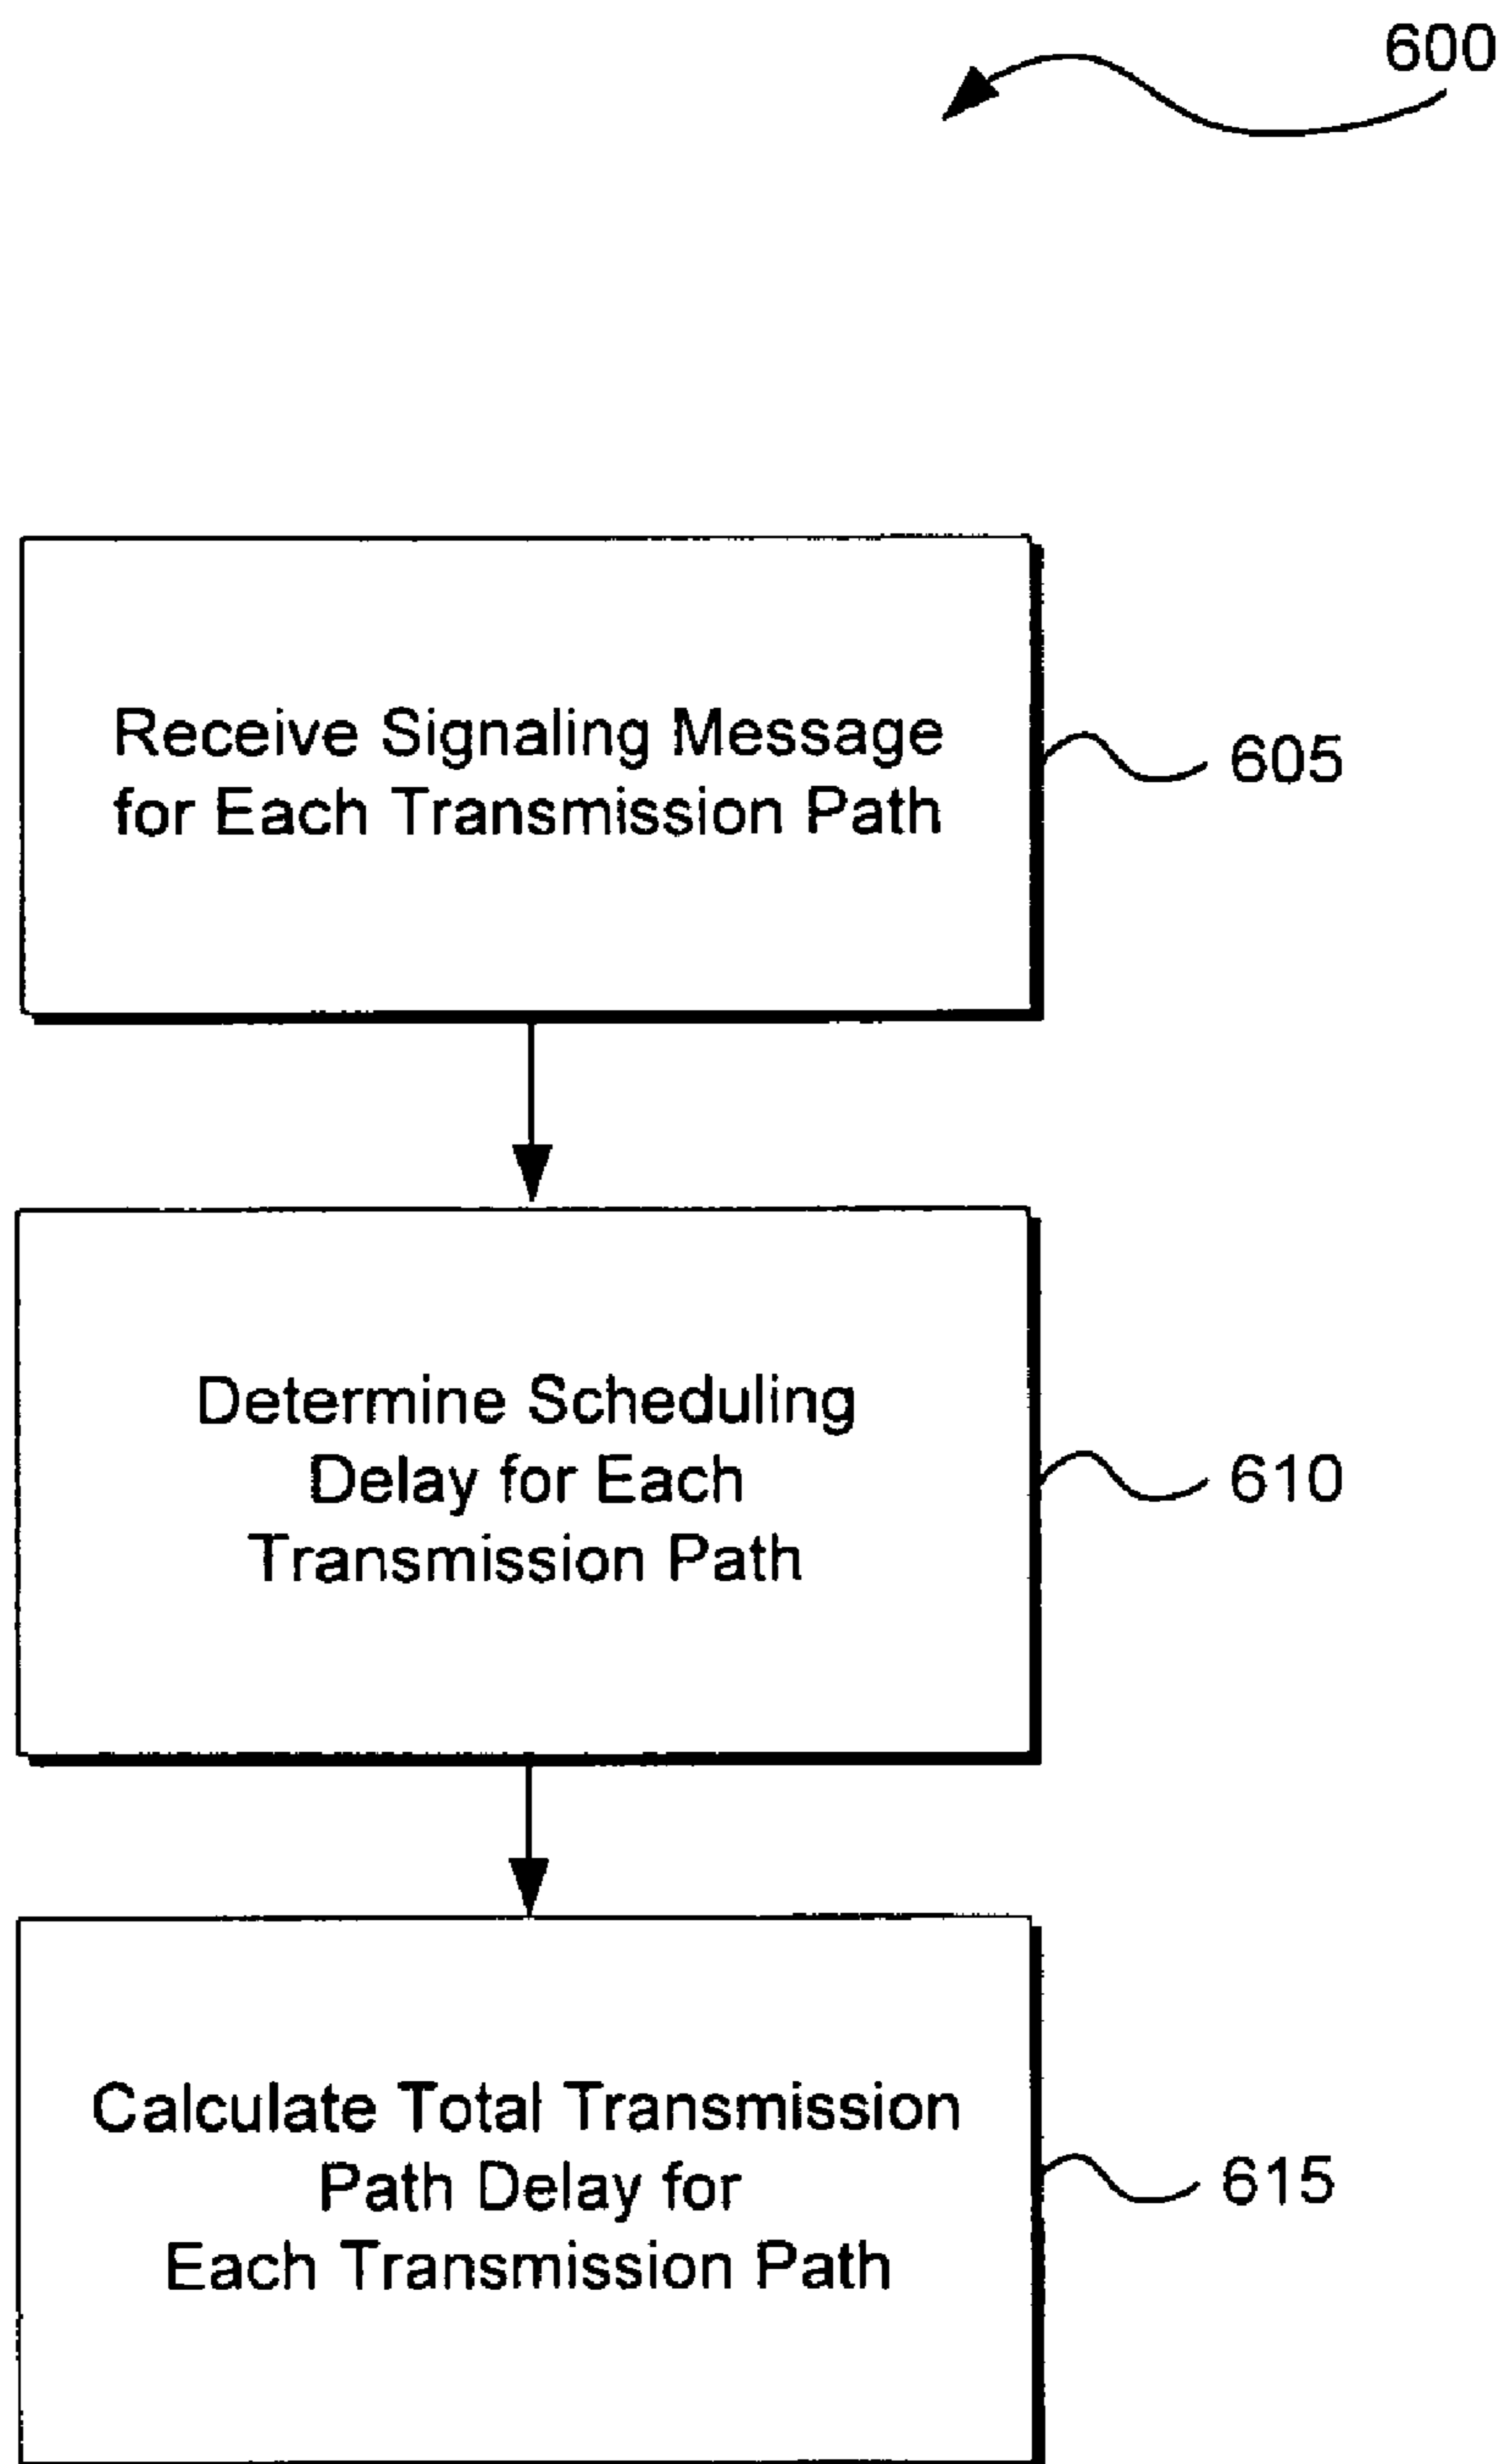 600
Receive Signaling Message
for Each Transmission Path
605
Determine Scheduling
Delay for Each
Transmission Path
610
Calculate Total Transmission
Path Delay for
Each Transmission Path
615